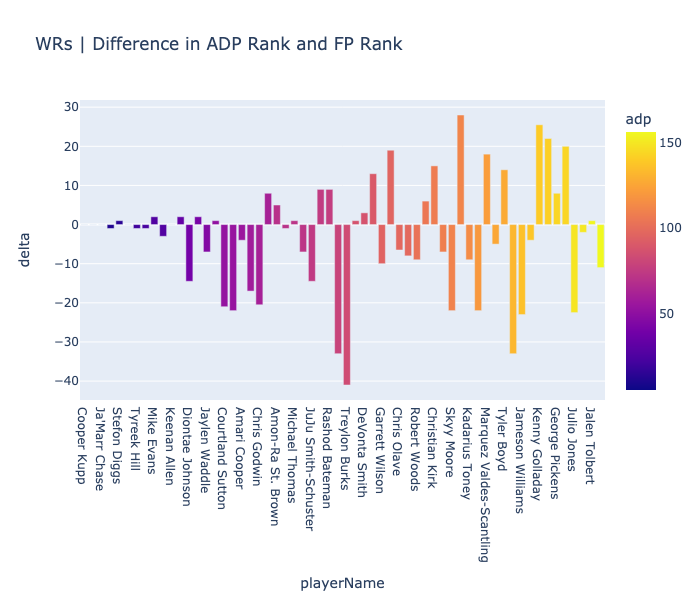 WRs | Difference in ADP Rank and FP Rank
adp
150
100
50
30
20
10
0
−10
−20
−30
−40
delta
Cooper Kupp
Ja'Marr Chase
Stefon Diggs
Tyreek Hill
Mike Evans
Keenan Allen
Diontae Johnson
Jaylen Waddle
Courtland Sutton
Amari Cooper
Chris Godwin
Amon-Ra St. Brown
Michael Thomas
JuJu Smith-Schuster
Rashod Bateman
Treylon Burks
DeVonta Smith
Garrett Wilson
Chris Olave
Robert Woods
Christian Kirk
Skyy Moore
Kadarius Toney
Marquez Valdes-Scantling
Tyler Boyd
Jameson Williams
Kenny Golladay
George Pickens
Julio Jones
Jalen Tolbert
playerName